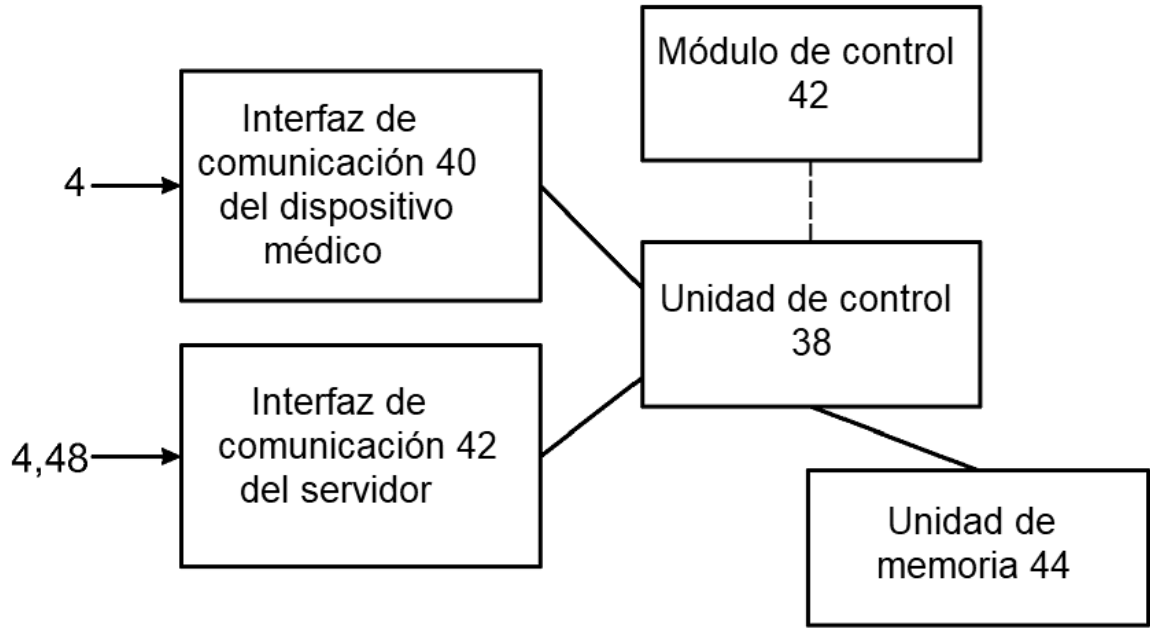 Módulo de control
42
Interfaz de
comunicación 40
del dispositivo
médico
4
Unidad de control
38
Interfaz de
comunicación 42
del servidor
4,48
Unidad de
memoria 44